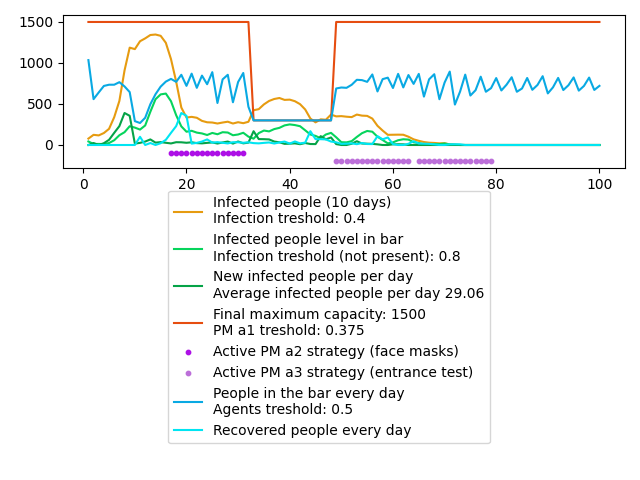 1500
1000
500
0
0 20 40 60 80 100
Infected people (10 days)
Infection treshold: 0.4
Infected people level in bar
Infection treshold (not present): 0.8
New infected people per day
Average infected people per day 29.06
Final maximum capacity: 1500
PM a1 treshold: 0.375
Active PM a2 strategy (face masks)
Active PM a3 strategy (entrance test)
People in the bar every day
Agents treshold: 0.5
Recovered people every day